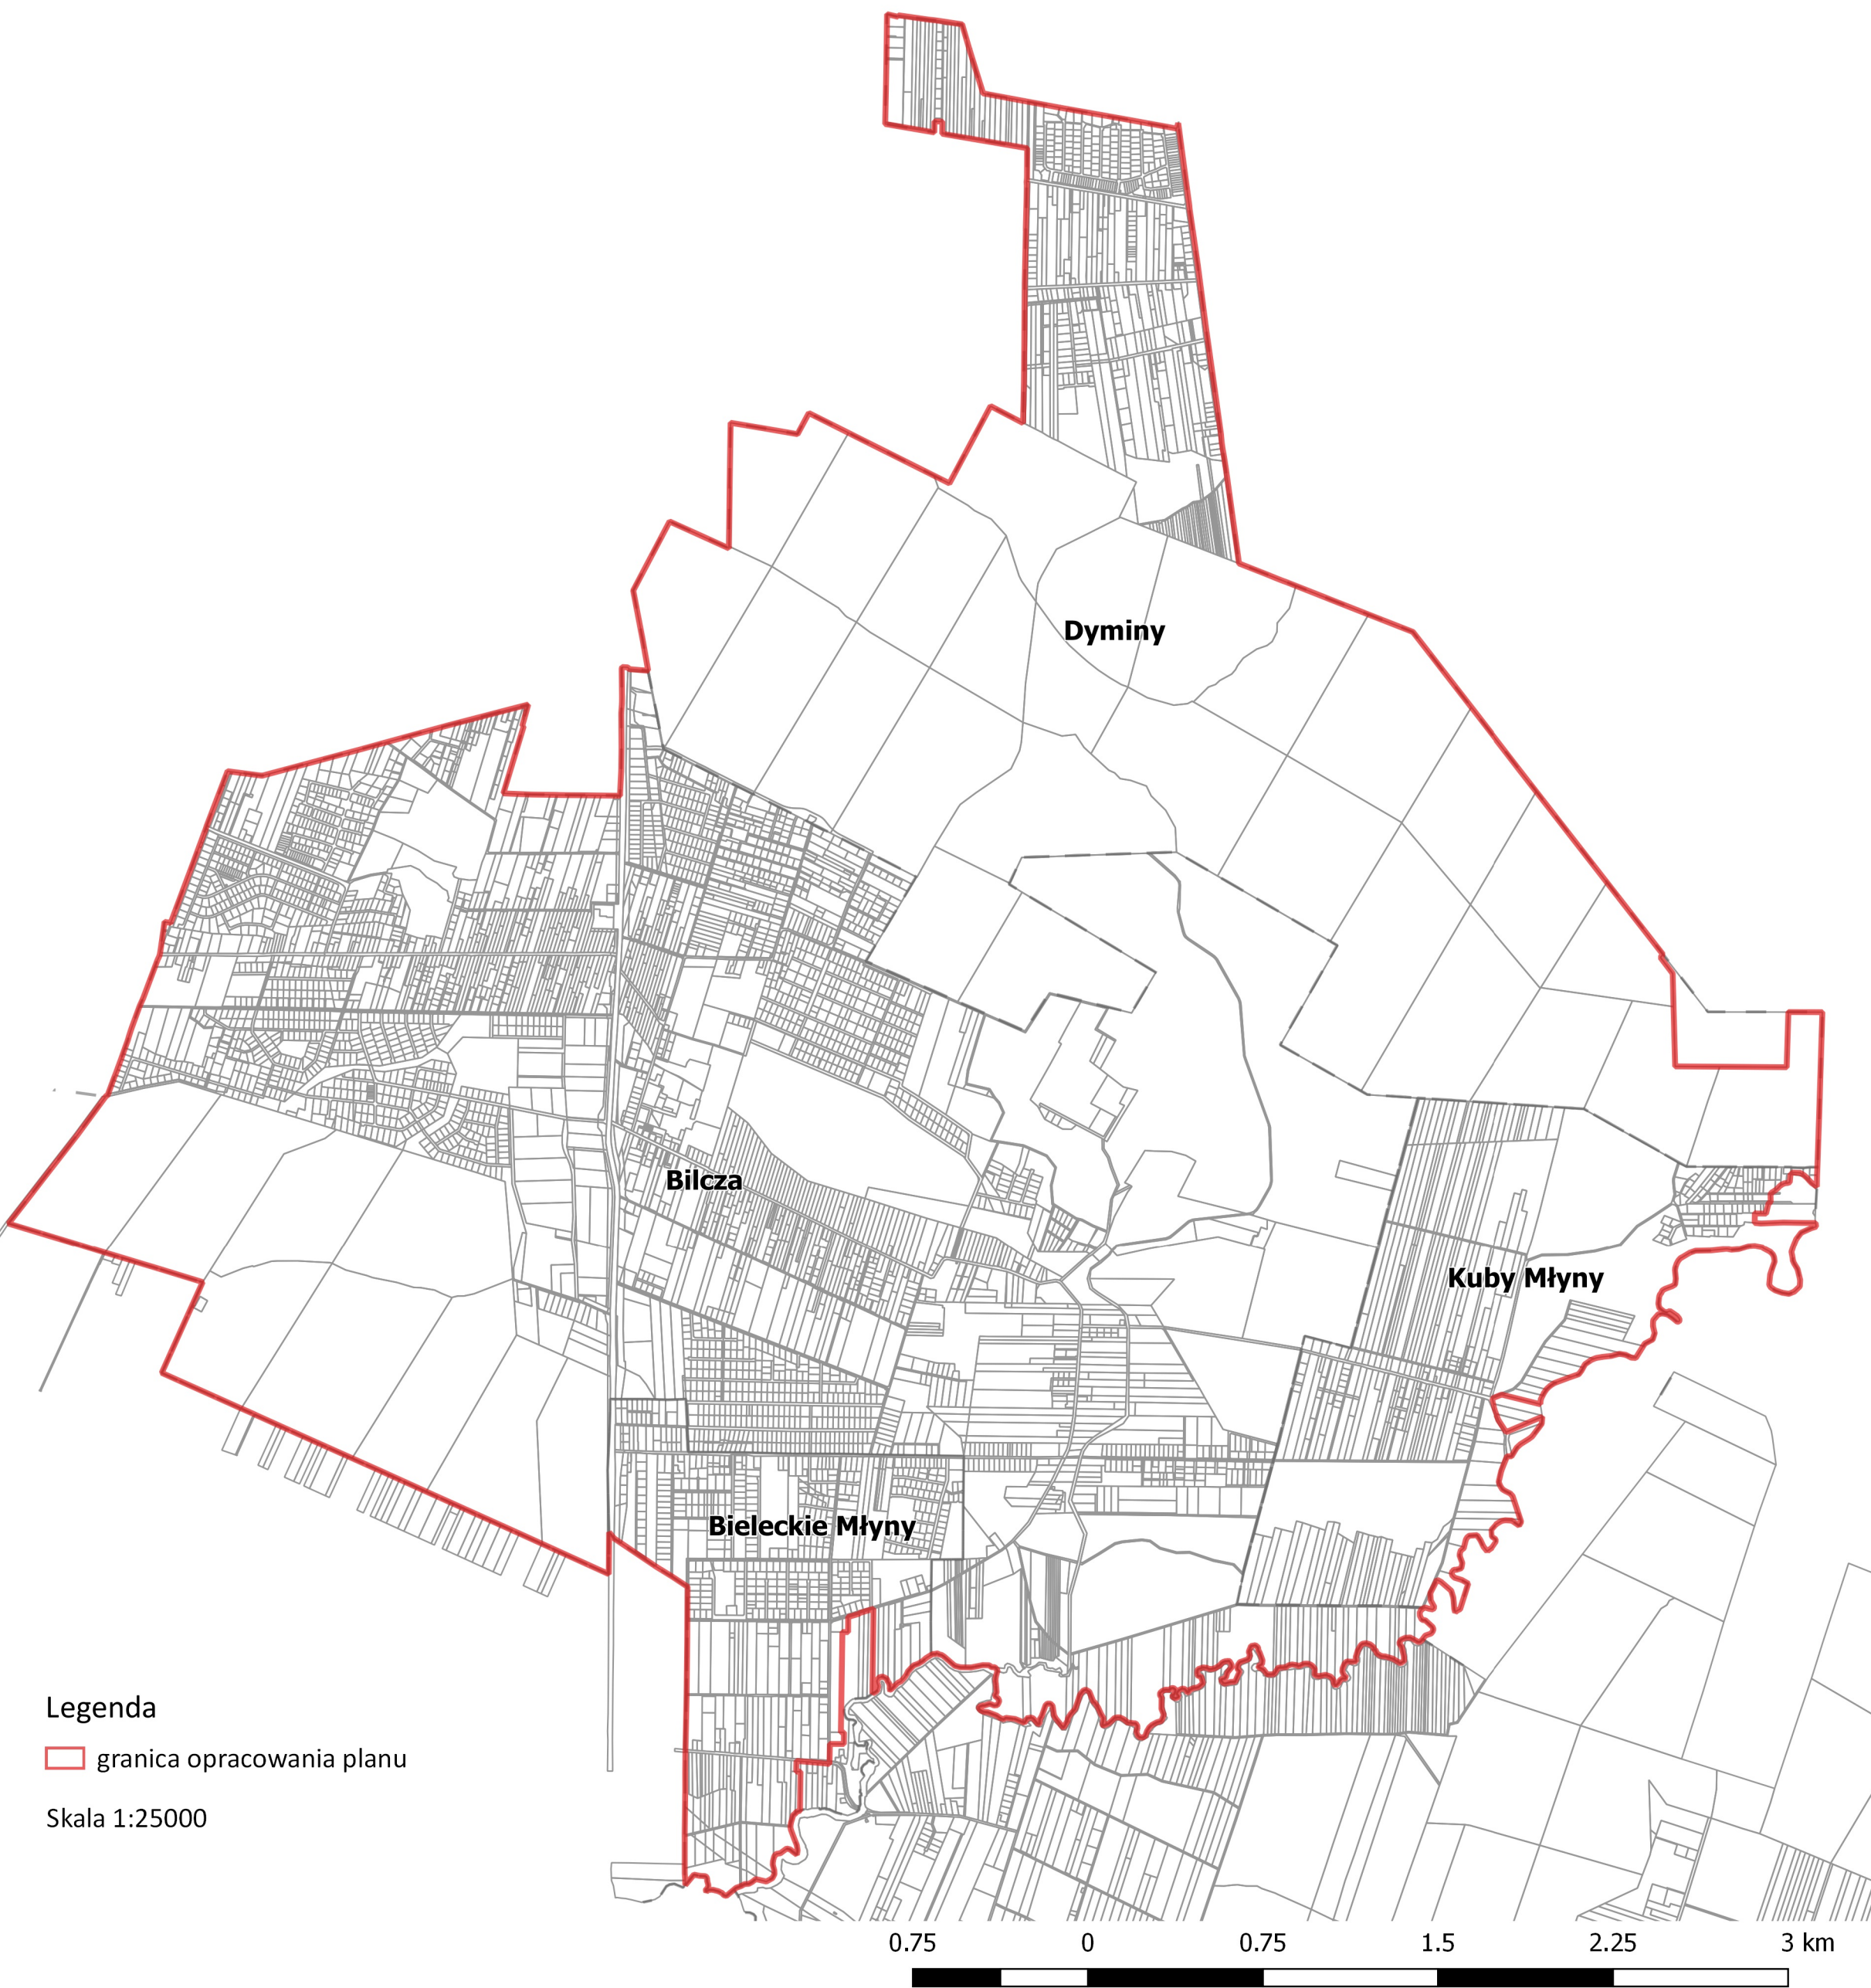 Dyminy
Bilcza
Kuby Młyny
Bieleckie Młyny
Legenda
granica opracowania planu
Skala 1:25000
0.75 0 0.75 1.5 2.25 3 km